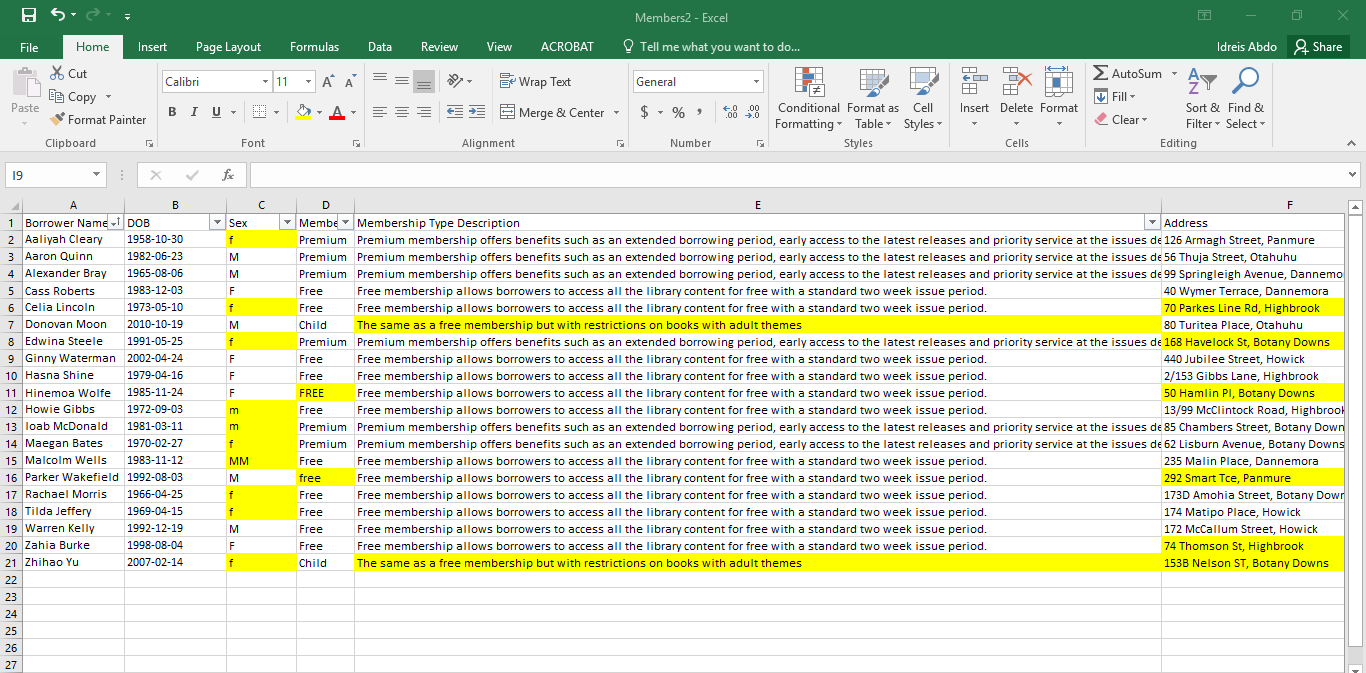 Members2 - Excel
File Home Insert Page Layout Formulas Data Review View ACROBAT Tell me what you want to do... Idreis Abdo Share
Paste Cut Copy Format Painter
Calibri 11 A A
B I U A
Wrap Text
Merge & Center
General
$ % , .0 .00 .00 .0
Conditional Formatting Format as Table Cell Styles
Insert Delete Format
AutoSum Fill Clear
Sort & Filter Find & Select
Clipboard Font Alignment Number Styles Cells Editing
I9 fx
A B C D E F
1 Borrower Name DOB Sex Membe Membership Type Description Address
2 Aaliyah Cleary 1958-10-30 f Premium Premium membership offers benefits such as an extended borrowing period, early access to the latest releases and priority service at the issues de 126 Armagh Street, Panmure
3 Aaron Quinn 1982-06-23 M Premium Premium membership offers benefits such as an extended borrowing period, early access to the latest releases and priority service at the issues de 56 Thuja Street, Otahuhu
4 Alexander Bray 1965-08-06 M Premium Premium membership offers benefits such as an extended borrowing period, early access to the latest releases and priority service at the issues de 99 Springleigh Avenue, Dannemo
5 Cass Roberts 1983-12-03 F Free Free membership allows borrowers to access all the library content for free with a standard two week issue period. 40 Wymer Terrace, Dannemora
6 Celia Lincoln 1973-05-10 f Free Free membership allows borrowers to access all the library content for free with a standard two week issue period. 70 Parkes Line Rd, Highbrook
7 Donovan Moon 2010-10-19 M Child The same as a free membership but with restrictions on books with adult themes 80 Turitea Place, Otahuhu
8 Edwina Steele 1991-05-25 f Premium Premium membership offers benefits such as an extended borrowing period, early access to the latest releases and priority service at the issues de 168 Havelock St, Botany Downs
9 Ginny Waterman 2002-04-24 F Free Free membership allows borrowers to access all the library content for free with a standard two week issue period. 440 Jubilee Street, Howick
10 Hasna Shine 1979-04-16 F Free Free membership allows borrowers to access all the library content for free with a standard two week issue period. 2/153 Gibbs Lane, Highbrook
11 Hinemoa Wolfe 1985-11-24 F FREE Free membership allows borrowers to access all the library content for free with a standard two week issue period. 50 Hamlin Pl, Botany Downs
12 Howie Gibbs 1972-09-03 m Free Free membership allows borrowers to access all the library content for free with a standard two week issue period. 13/99 McClintock Road, Highbrook
13 Ioab McDonald 1981-03-11 m Premium Premium membership offers benefits such as an extended borrowing period, early access to the latest releases and priority service at the issues de 85 Chambers Street, Botany Down
14 Maegan Bates 1970-02-27 f Premium Premium membership offers benefits such as an extended borrowing period, early access to the latest releases and priority service at the issues de 62 Lisburn Avenue, Botany Downs
15 Malcolm Wells 1983-11-12 MM Free Free membership allows borrowers to access all the library content for free with a standard two week issue period. 235 Malin Place, Dannemora
16 Parker Wakefield 1992-08-03 M free Free membership allows borrowers to access all the library content for free with a standard two week issue period. 292 Smart Tce, Panmure
17 Rachael Morris 1966-04-25 f Free Free membership allows borrowers to access all the library content for free with a standard two week issue period. 173D Amohia Street, Botany Down
18 Tilda Jeffery 1969-04-15 f Free Free membership allows borrowers to access all the library content for free with a standard two week issue period. 174 Matipo Place, Howick
19 Warren Kelly 1992-12-19 M Free Free membership allows borrowers to access all the library content for free with a standard two week issue period. 172 McCallum Street, Howick
20 Zahia Burke 1998-08-04 F Free Free membership allows borrowers to access all the library content for free with a standard two week issue period. 74 Thomson St, Highbrook
21 Zhihao Yu 2007-02-14 f Child The same as a free membership but with restrictions on books with adult themes 153B Nelson ST, Botany Downs
22
23
24
25
26
27